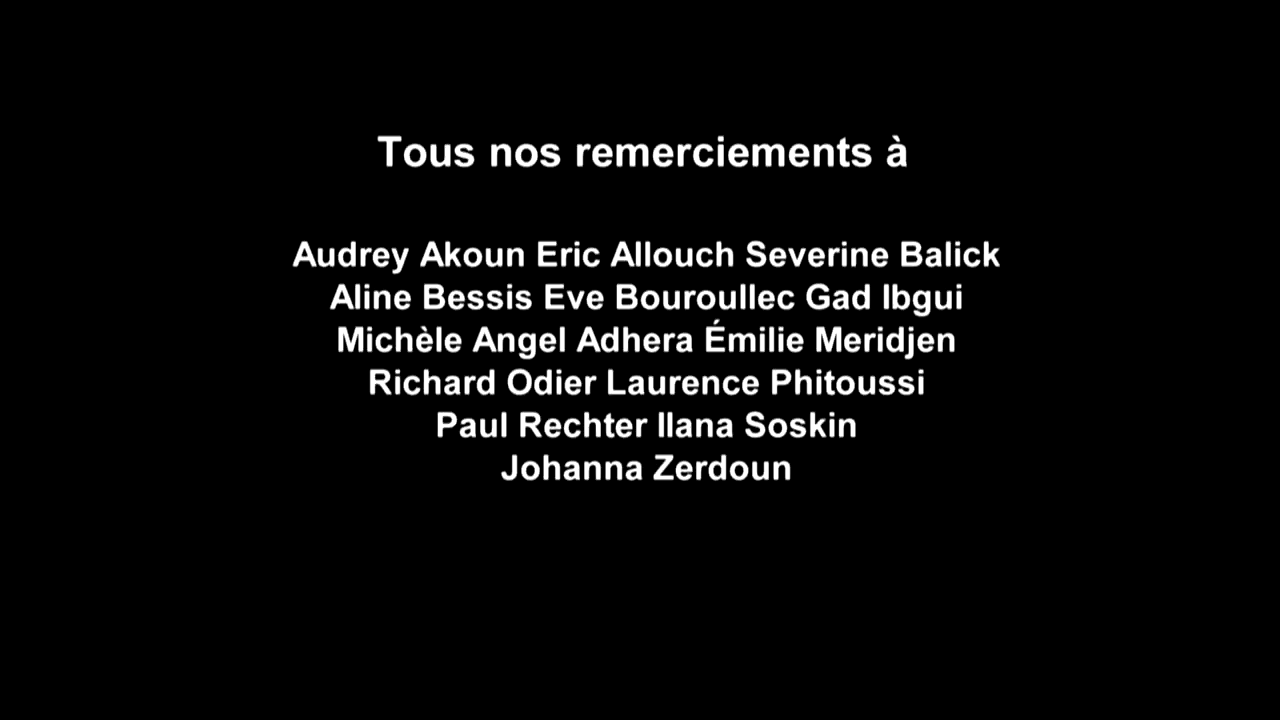 Tous nos remerciements à
Audrey Akoun Eric Allouch Severine Balick
Aline Bessis Eve Bouroullec Gad Ibgui
Michèle Angel Adhera Émilie Meridjen
Richard Odier Laurence Phitoussi
Paul Rechter Ilana Soskin
Johanna Zerdoun